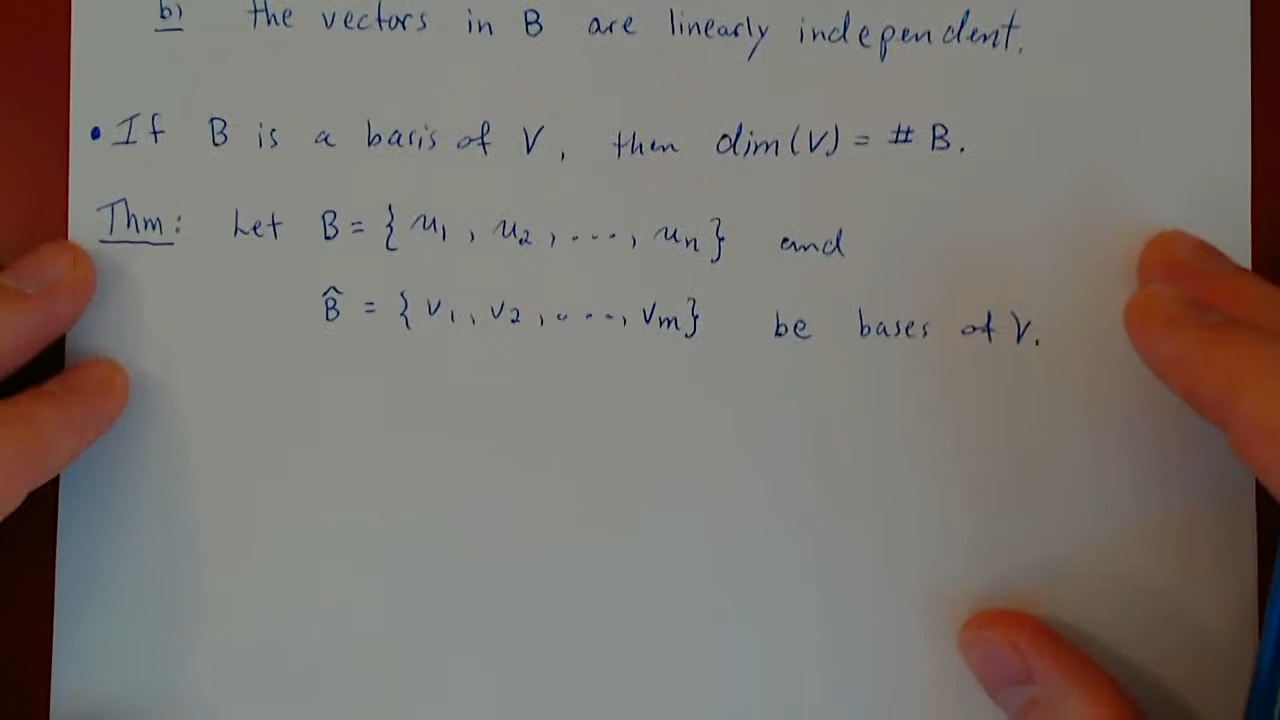 b) the vectors in B are linearly independent.
• If B is a basis of V, then dim(V) = # B.
Thm: Let B = {u₁, u₂, ...., uₙ} and
B̂ = {v₁, v₂, ...., vₘ} be bases of V.